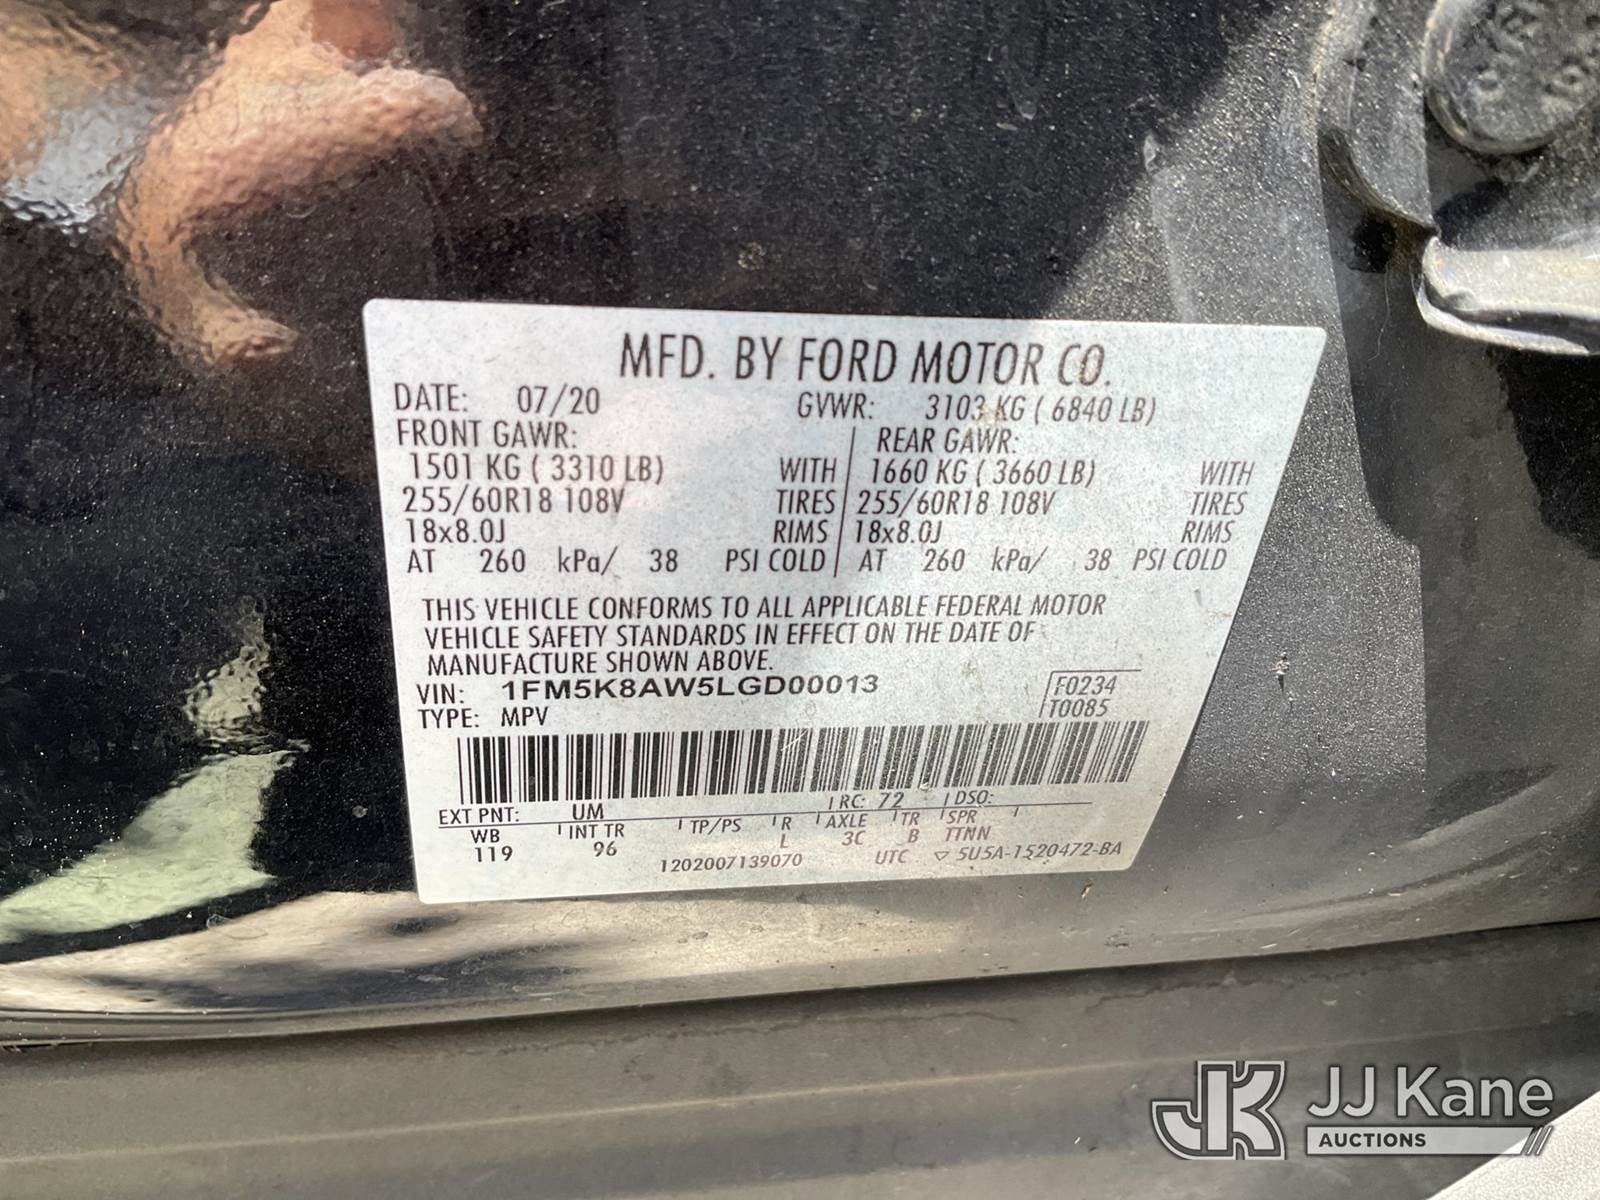 MFD. BY FORD MOTOR CO.
DATE: 07/20 GVWR: 3103 KG ( 6840 LB)
FRONT GAWR: REAR GAWR:
1501 KG ( 3310 LB) WITH 1660 KG ( 3660 LB) WITH
255/60R18 108V TIRES 255/60R18 108V TIRES
18x8.0J RIMS 18x8.0J RIMS
AT 260 kPa/ 38 PSI COLD AT 260 kPa/ 38 PSI COLD
THIS VEHICLE CONFORMS TO ALL APPLICABLE FEDERAL MOTOR
VEHICLE SAFETY STANDARDS IN EFFECT ON THE DATE OF
MANUFACTURE SHOWN ABOVE.
VIN: 1FM5K8AW5LGD00013 F0234
TYPE: MPV T0085
EXT PNT: UM RC: 72 DSO:
WB INT TR TP/PS R AXLE TR SPR
119 96 L 3C B TTNN
1202007139070 UTC 5U5A-1520472-BA
JK JJ Kane
AUCTIONS